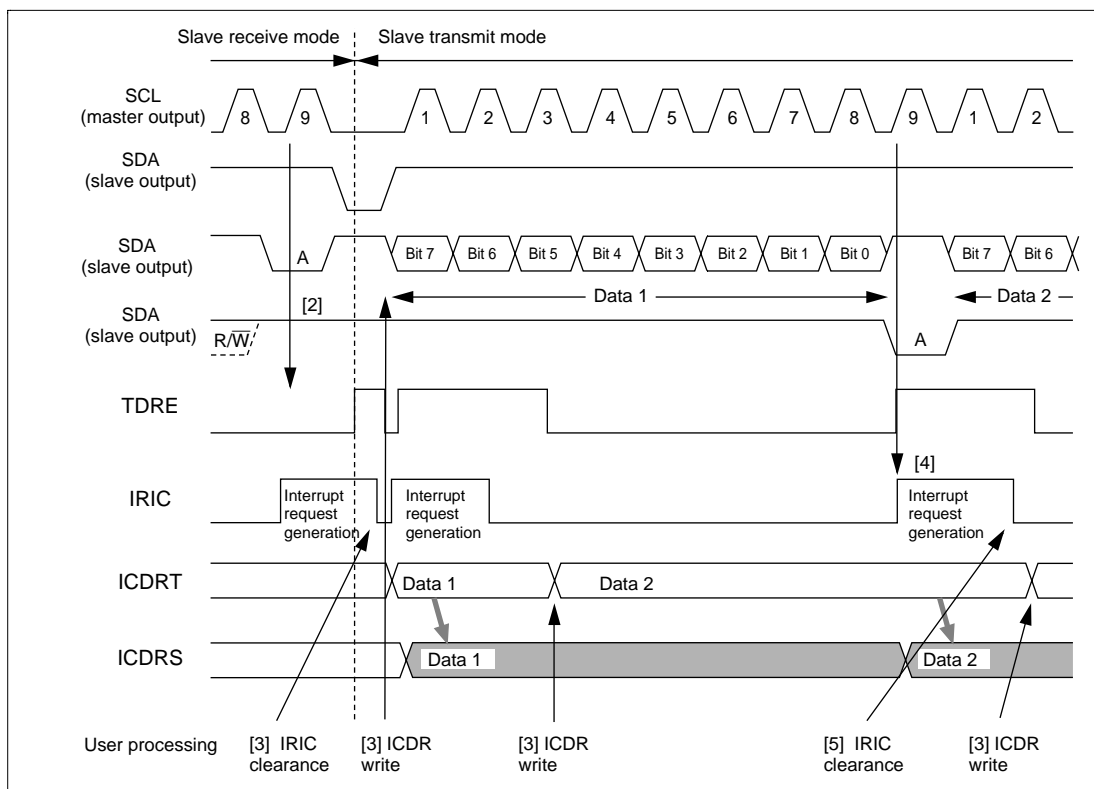 Slave receive mode Slave transmit mode
SCL
(master output)
8 9 1 2 3 4 5 6 7 8 9 1 2
SDA
(slave output)
SDA
(slave output)
A Bit 7 Bit 6 Bit 5 Bit 4 Bit 3 Bit 2 Bit 1 Bit 0 Bit 7 Bit 6
[2] Data 1 Data 2
SDA
(slave output)
R/W̅ A
TDRE
[4]
IRIC
Interrupt
request
generation
Interrupt
request
generation
Interrupt
request
generation
ICDRT
Data 1 Data 2
ICDRS
Data 1 Data 2
User processing
[3] IRIC
clearance
[3] ICDR
write
[3] ICDR
write
[5] IRIC
clearance
[3] ICDR
write